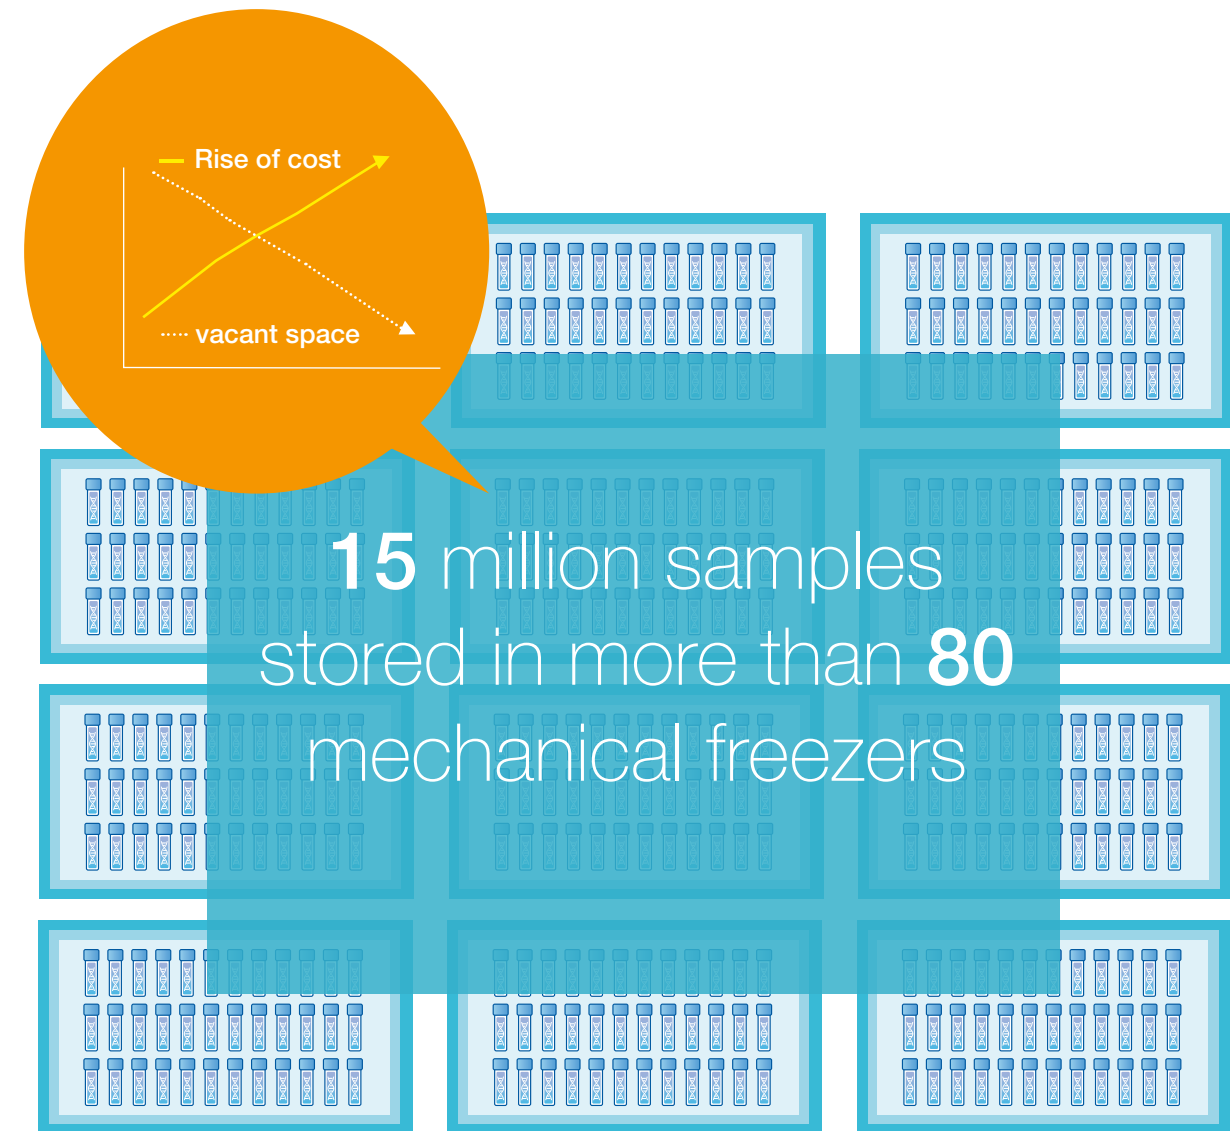 Rise of cost
vacant space
15 million samples
stored in more than 80
mechanical freezers